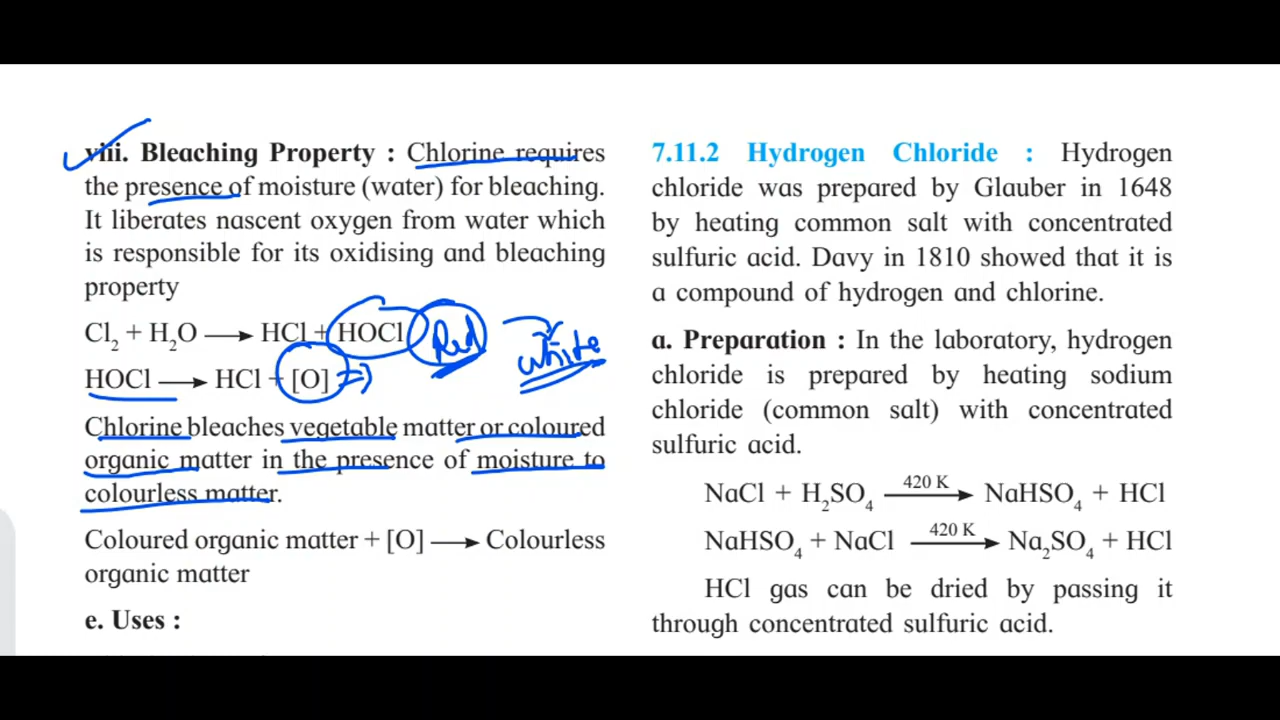 viii. Bleaching Property : Chlorine requires
the presence of moisture (water) for bleaching.
It liberates nascent oxygen from water which
is responsible for its oxidising and bleaching
property
Cl₂ + H₂O ⟶ HCl + HOCl Red white
HOCl ⟶ HCl + [O] ⇒
Chlorine bleaches vegetable matter or coloured
organic matter in the presence of moisture to
colourless matter.
Coloured organic matter + [O] ⟶ Colourless
organic matter
e. Uses :
7.11.2 Hydrogen Chloride : Hydrogen
chloride was prepared by Glauber in 1648
by heating common salt with concentrated
sulfuric acid. Davy in 1810 showed that it is
a compound of hydrogen and chlorine.
a. Preparation : In the laboratory, hydrogen
chloride is prepared by heating sodium
chloride (common salt) with concentrated
sulfuric acid.
420 K
NaCl + H₂SO₄ ⟶ NaHSO₄ + HCl
420 K
NaHSO₄ + NaCl ⟶ Na₂SO₄ + HCl
HCl gas can be dried by passing it
through concentrated sulfuric acid.